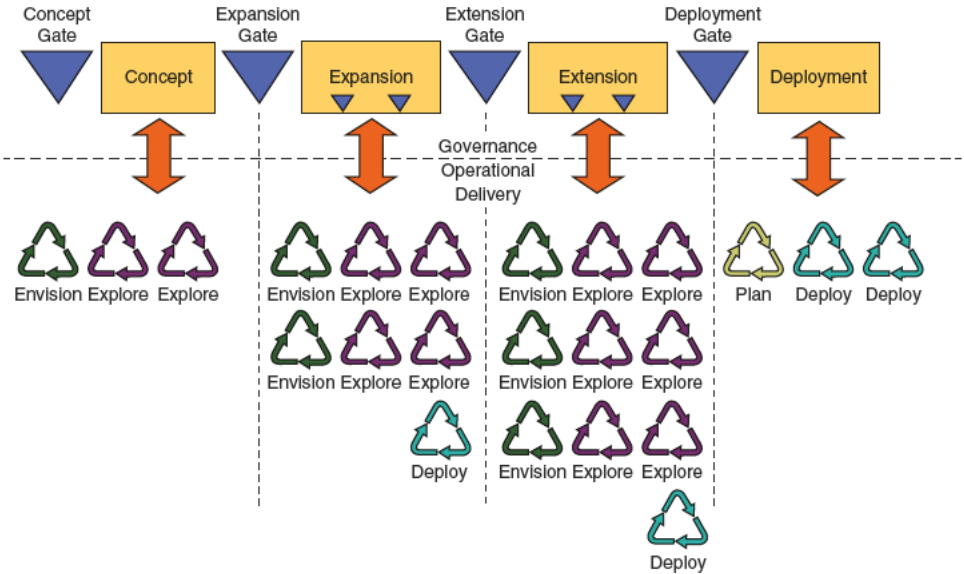 Concept
Gate
Expansion
Gate
Extension
Gate
Deployment
Gate
Concept
Expansion
Extension
Deployment
Governance
Operational
Delivery
Envision Explore Explore
Envision Explore Explore
Envision Explore Explore
Plan Deploy Deploy
Envision Explore Explore
Envision Explore Explore
Deploy
Envision Explore Explore
Deploy